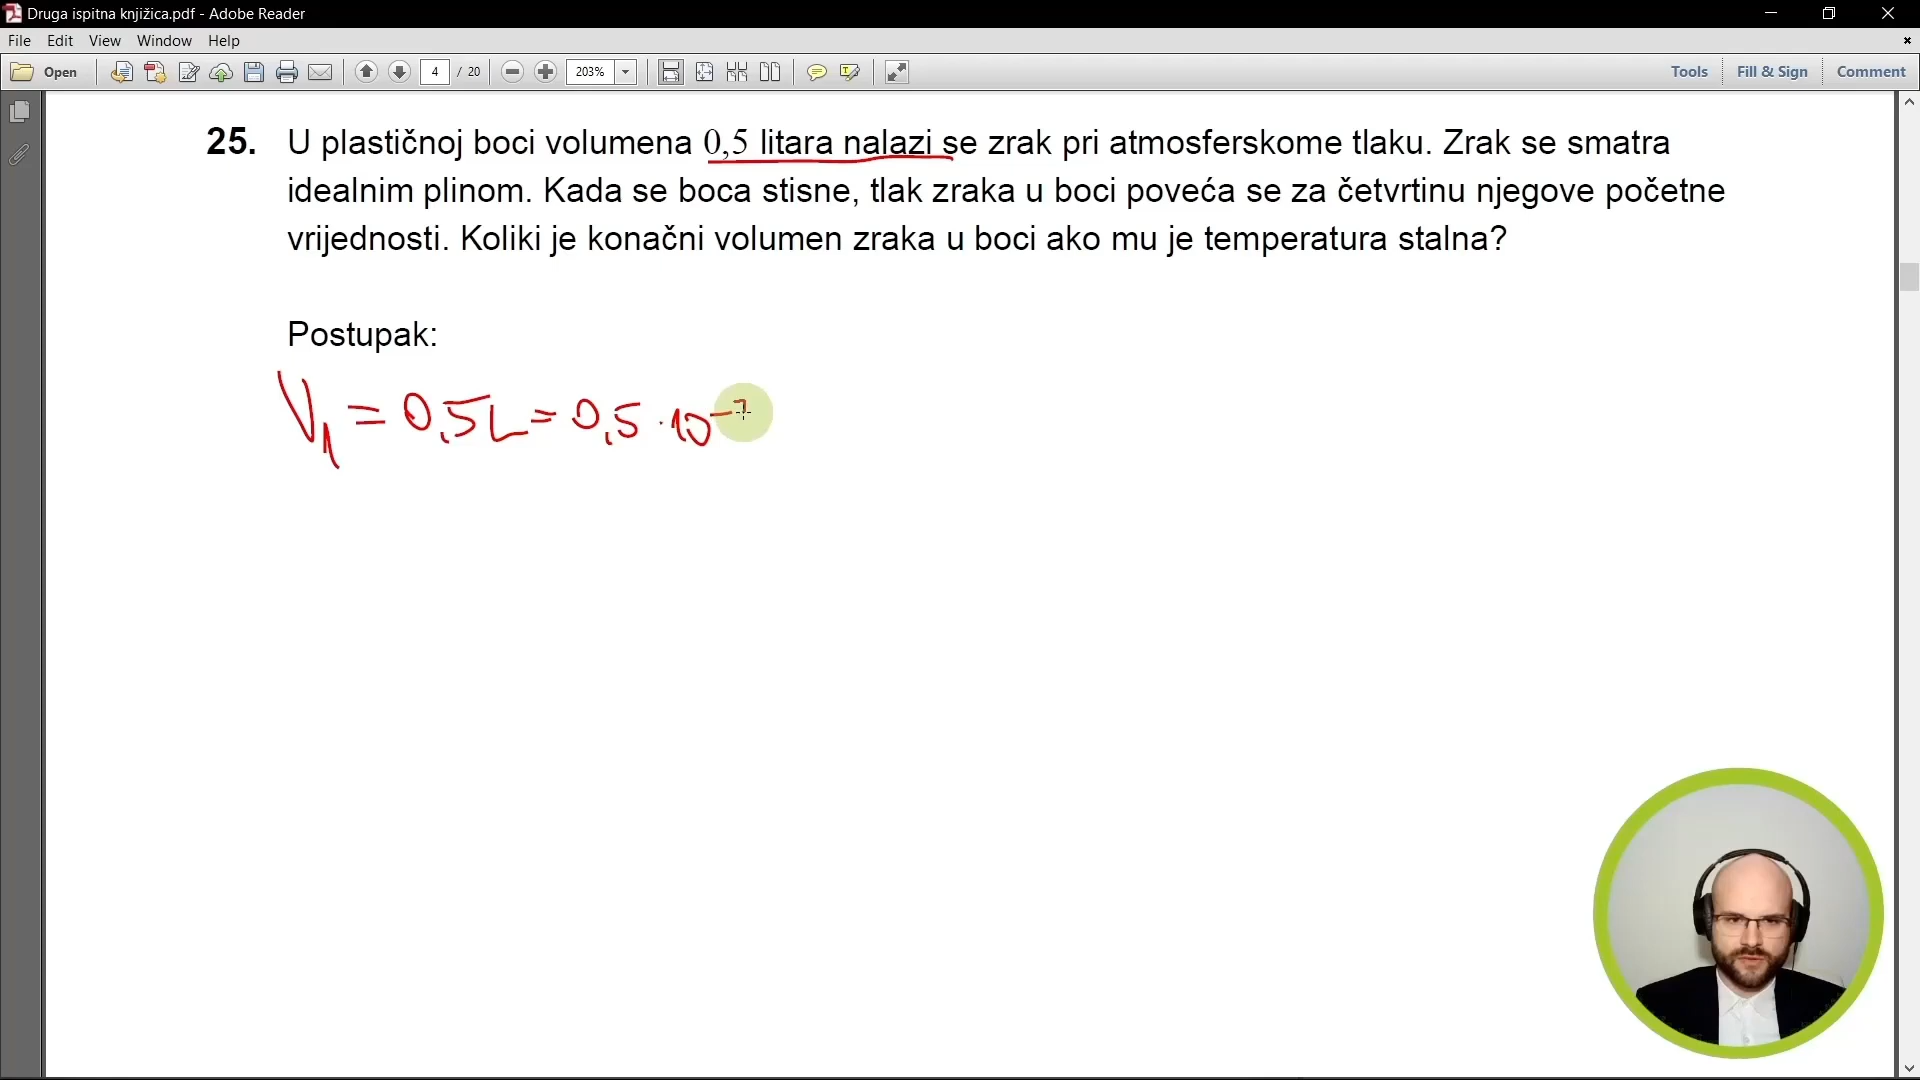 Druga ispitna knjižica.pdf - Adobe Reader
File Edit View Window Help
Open 4 / 20 203% Tools Fill & Sign Comment
25. U plastičnoj boci volumena 0,5 litara nalazi se zrak pri atmosferskome tlaku. Zrak se smatra
idealnim plinom. Kada se boca stisne, tlak zraka u boci poveća se za četvrtinu njegove početne
vrijednosti. Koliki je konačni volumen zraka u boci ako mu je temperatura stalna?
Postupak:
V₁ = 0,5 L = 0,5 · 10⁻